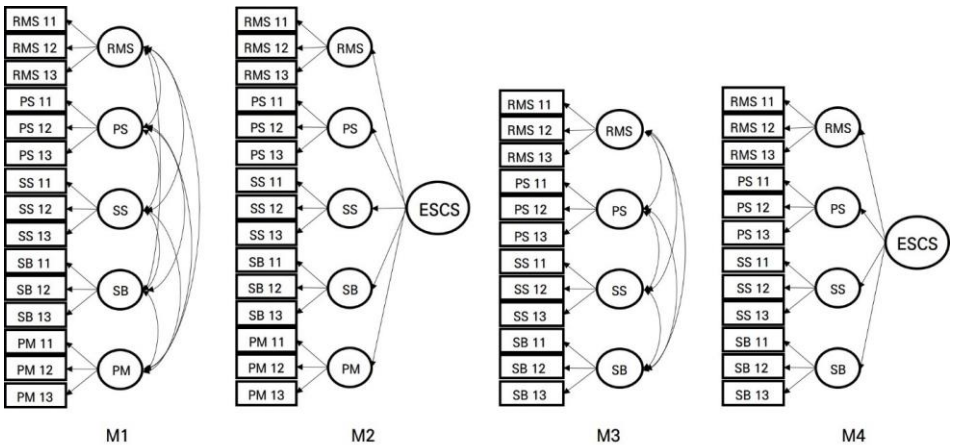 RMS 11
RMS 12
RMS 13
PS 11
PS 12
PS 13
SS 11
SS 12
SS 13
SB 11
SB 12
SB 13
PM 11
PM 12
PM 13
RMS
PS
SS
SB
PM
M1
RMS 11
RMS 12
RMS 13
PS 11
PS 12
PS 13
SS 11
SS 12
SS 13
SB 11
SB 12
SB 13
PM 11
PM 12
PM 13
RMS
PS
SS
SB
PM
ESCS
M2
RMS 11
RMS 12
RMS 13
PS 11
PS 12
PS 13
SS 11
SS 12
SS 13
SB 11
SB 12
SB 13
RMS
PS
SS
SB
M3
RMS 11
RMS 12
RMS 13
PS 11
PS 12
PS 13
SS 11
SS 12
SS 13
SB 11
SB 12
SB 13
RMS
PS
SS
SB
ESCS
M4